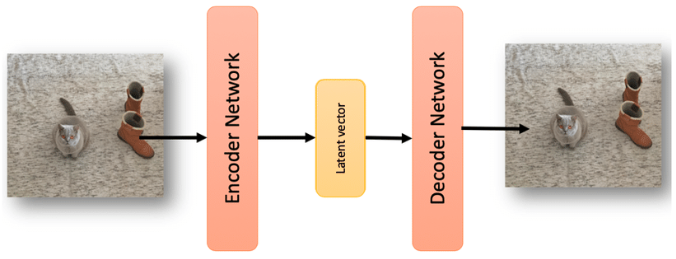 Encoder Network
Latent vector
Decoder Network